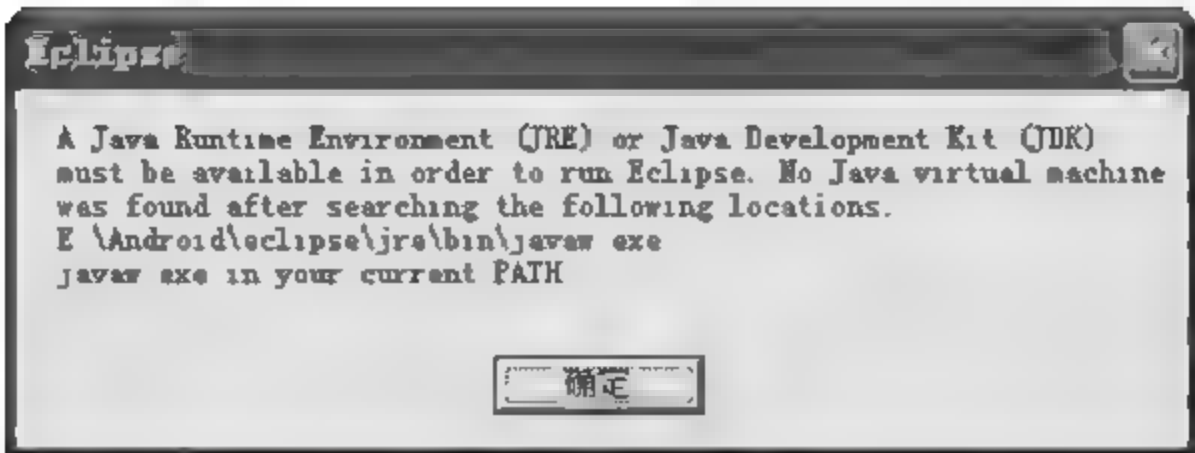 Eclipse
A Java Runtime Environment (JRE) or Java Development Kit (JDK)
must be available in order to run Eclipse. No Java virtual machine
was found after searching the following locations.
E \Android\eclipse\jre\bin\javaw exe
javaw exe in your current PATH
确定